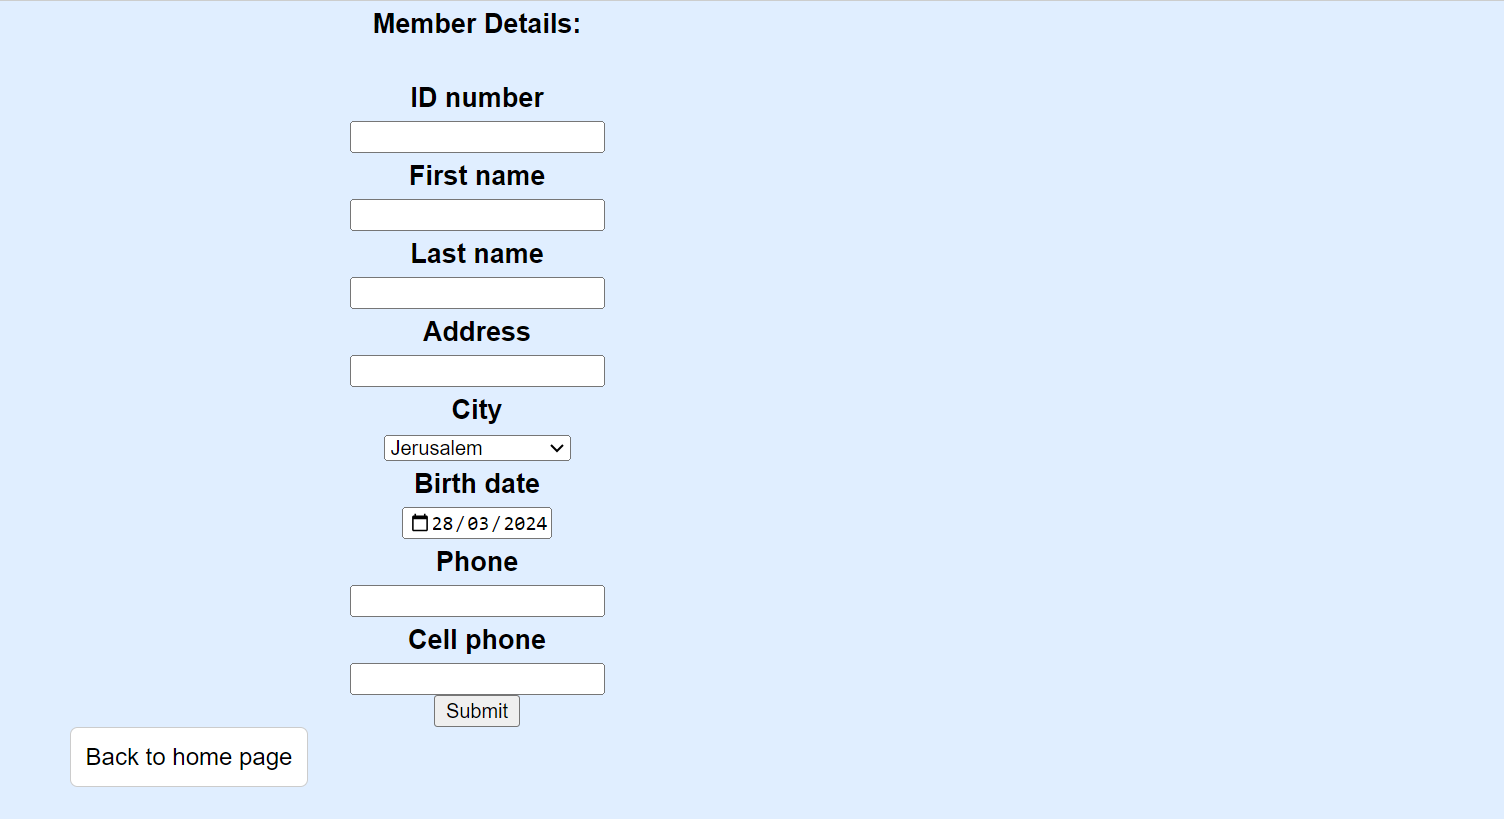 Member Details:
ID number
First name
Last name
Address
City
Jerusalem
Birth date
28/03/2024
Phone
Cell phone
Submit
Back to home page